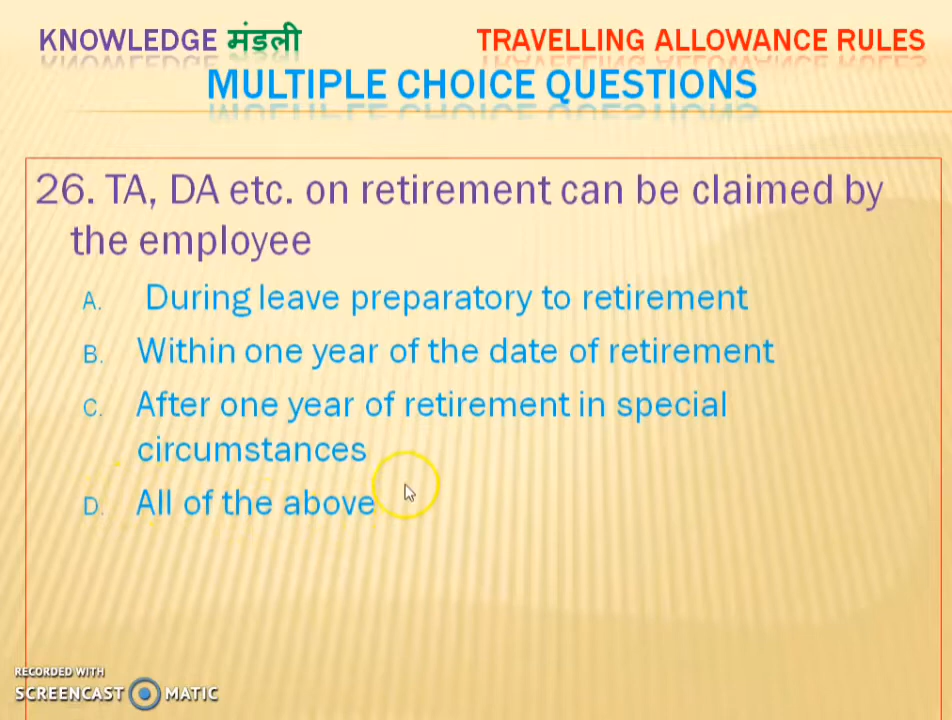 KNOWLEDGE मंडली TRAVELLING ALLOWANCE RULES
MULTIPLE CHOICE QUESTIONS
26. TA, DA etc. on retirement can be claimed by
the employee
A. During leave preparatory to retirement
B. Within one year of the date of retirement
C. After one year of retirement in special
circumstances
D. All of the above
RECORDED WITH
SCREENCAST MATIC